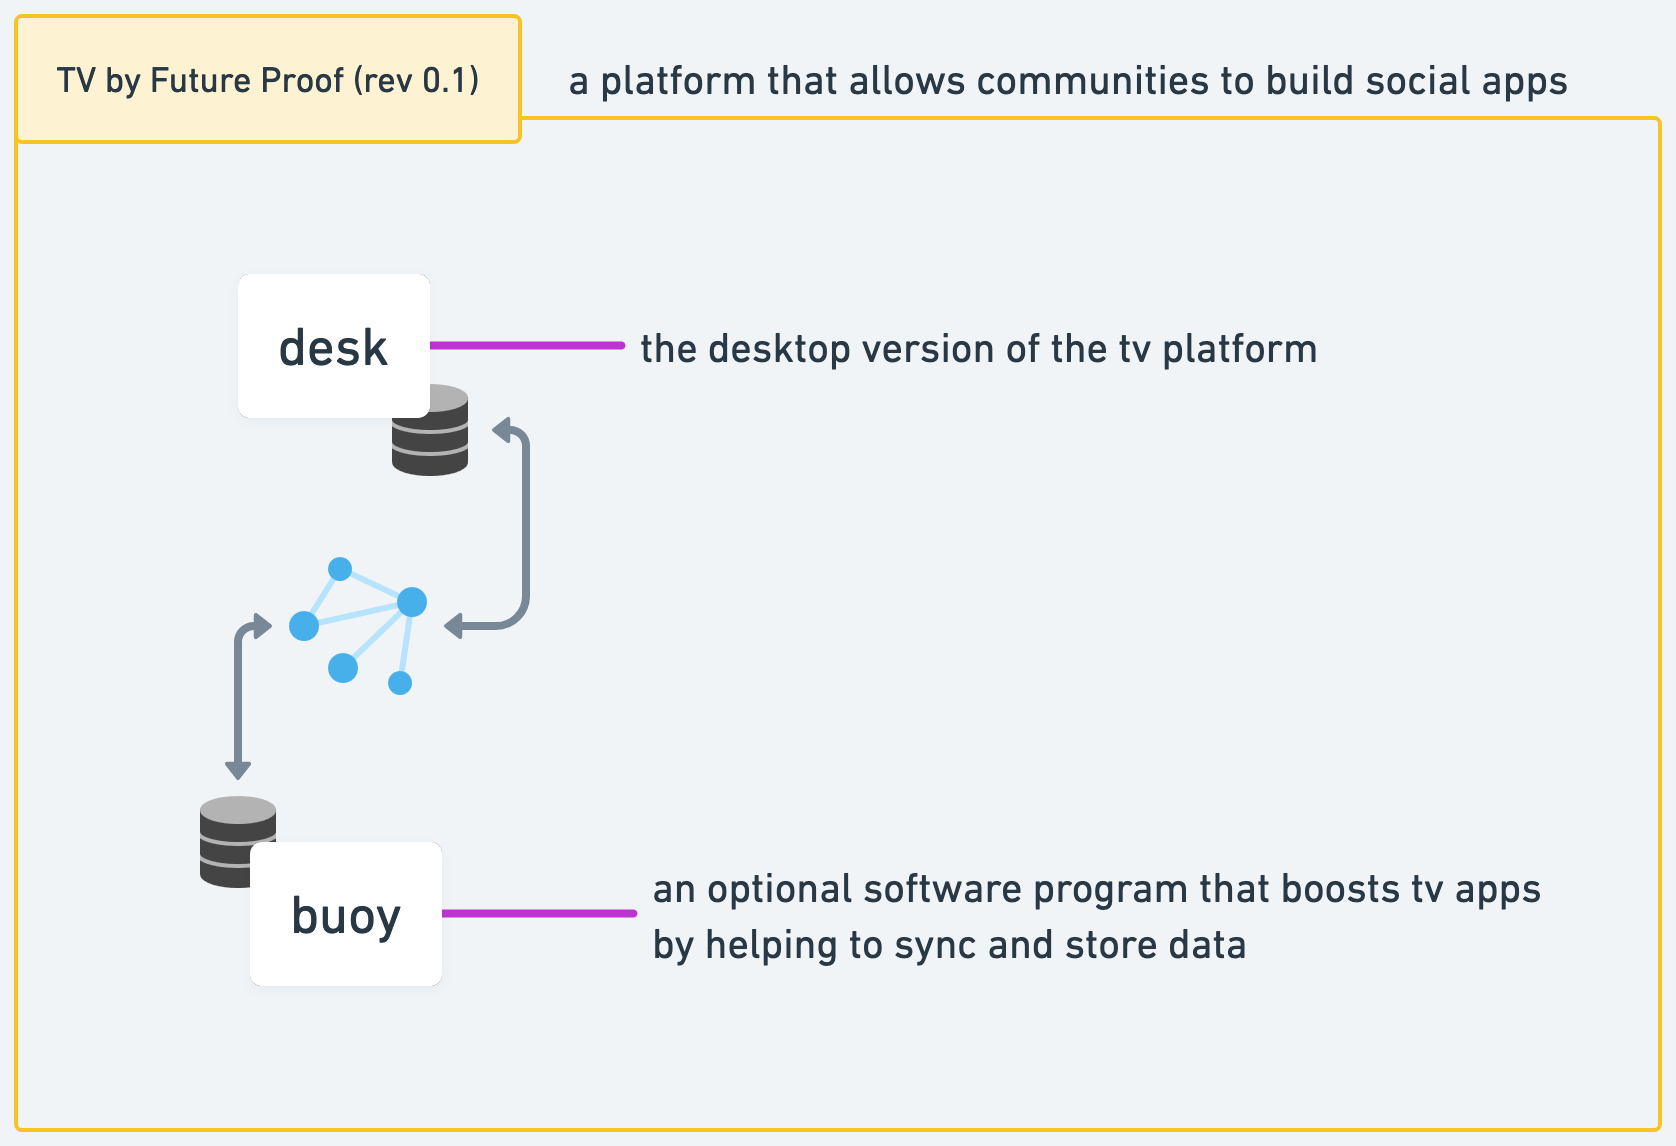 TV by Future Proof (rev 0.1)
a platform that allows communities to build social apps
desk
the desktop version of the tv platform
buoy
an optional software program that boosts tv apps
by helping to sync and store data